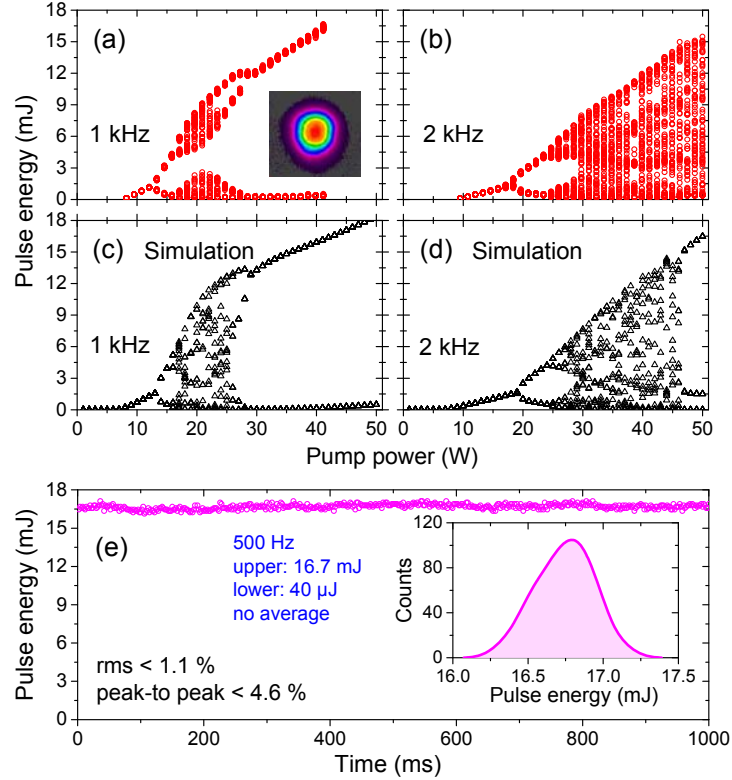 (a)
1 kHz
(b)
2 kHz
18
15
12
9
6
3
0
Pulse energy (mJ)
(c) Simulation
1 kHz
(d) Simulation
2 kHz
18
15
12
9
6
3
0
0 10 20 30 40 50
0 10 20 30 40 50
Pump power (W)
18
15
12
9
6
3
0
Pulse energy (mJ)
(e)
500 Hz
upper: 16.7 mJ
lower: 40 μJ
no average
rms < 1.1 %
peak-to peak < 4.6 %
120
80
40
0
Counts
16.0 16.5 17.0 17.5
Pulse energy (mJ)
0 200 400 600 800 1000
Time (ms)